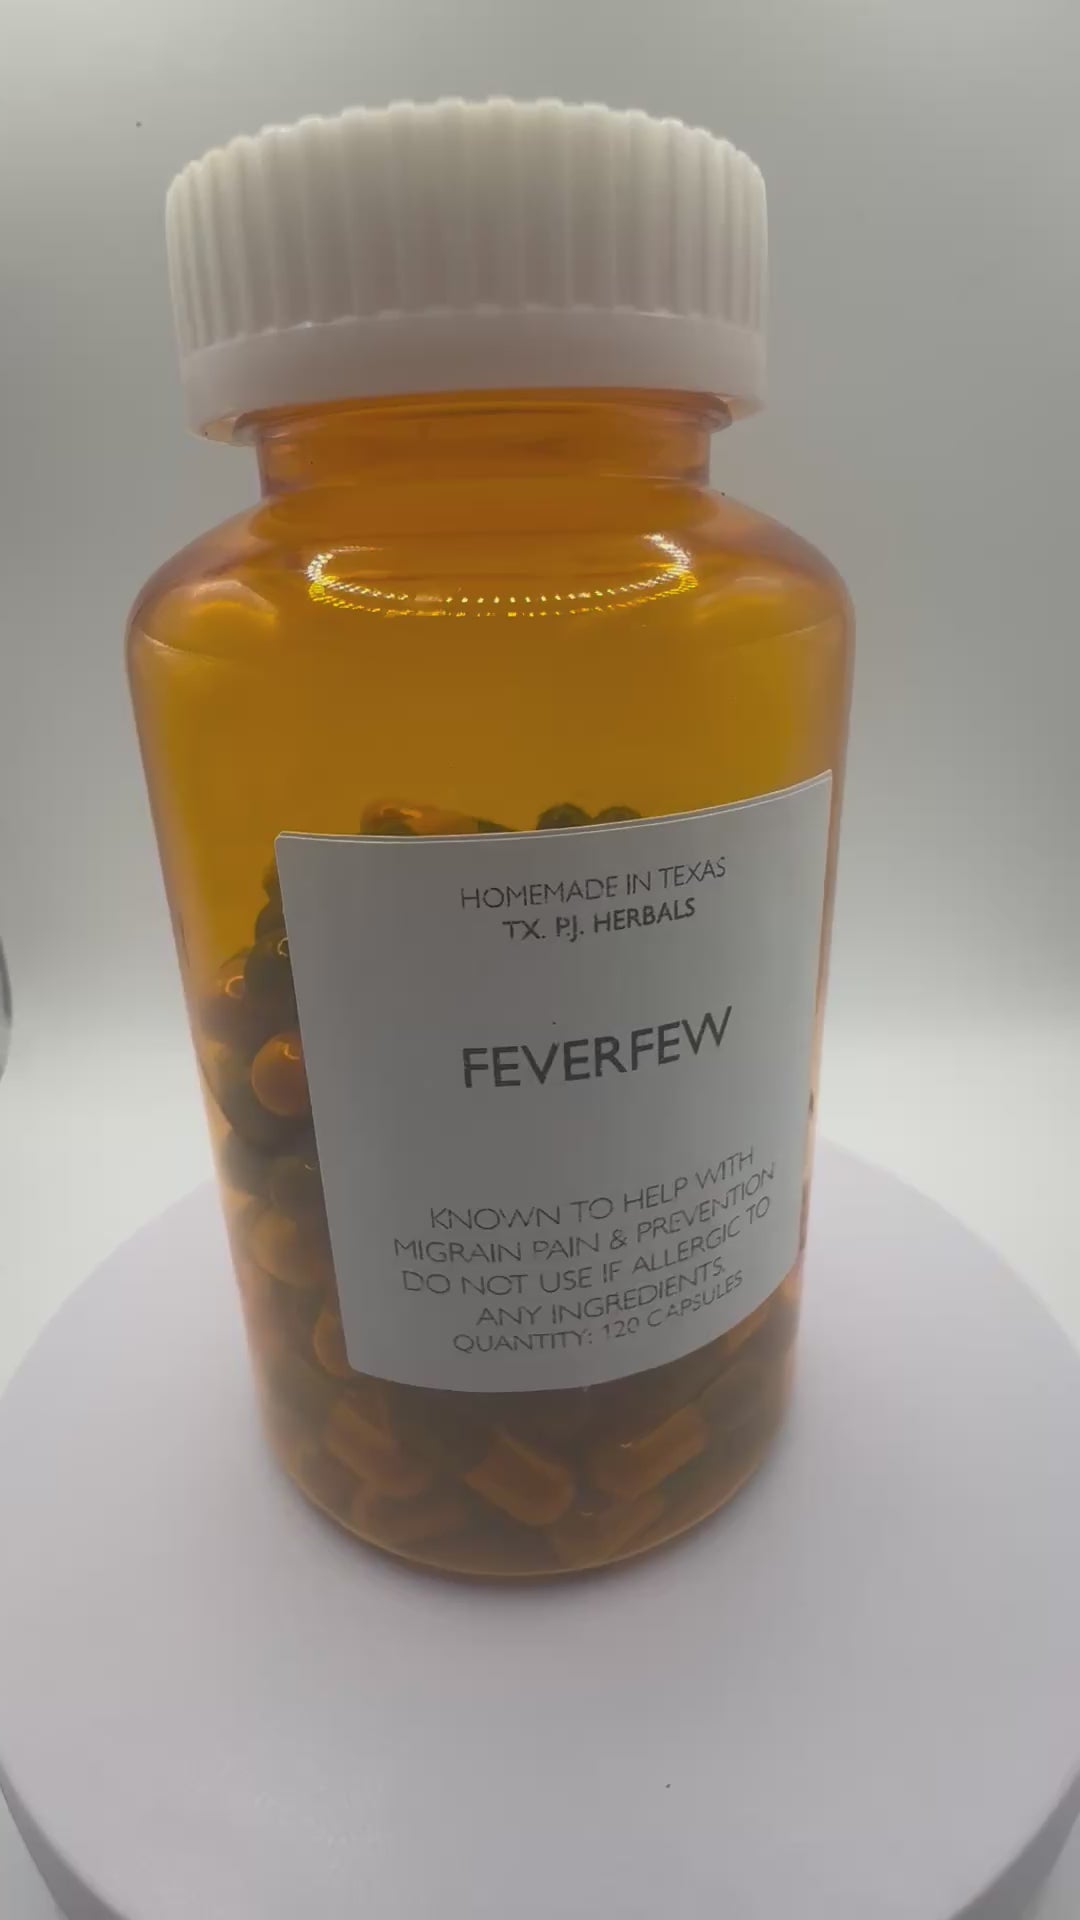 HOMEMADE IN TEXAS
TX. P.J. HERBALS
FEVERFEW
KNOWN TO HELP WITH
MIGRAIN PAIN & PREVENTION
DO NOT USE IF ALLERGIC TO
ANY INGREDIENTS.
QUANTITY: 120 CAPSULES